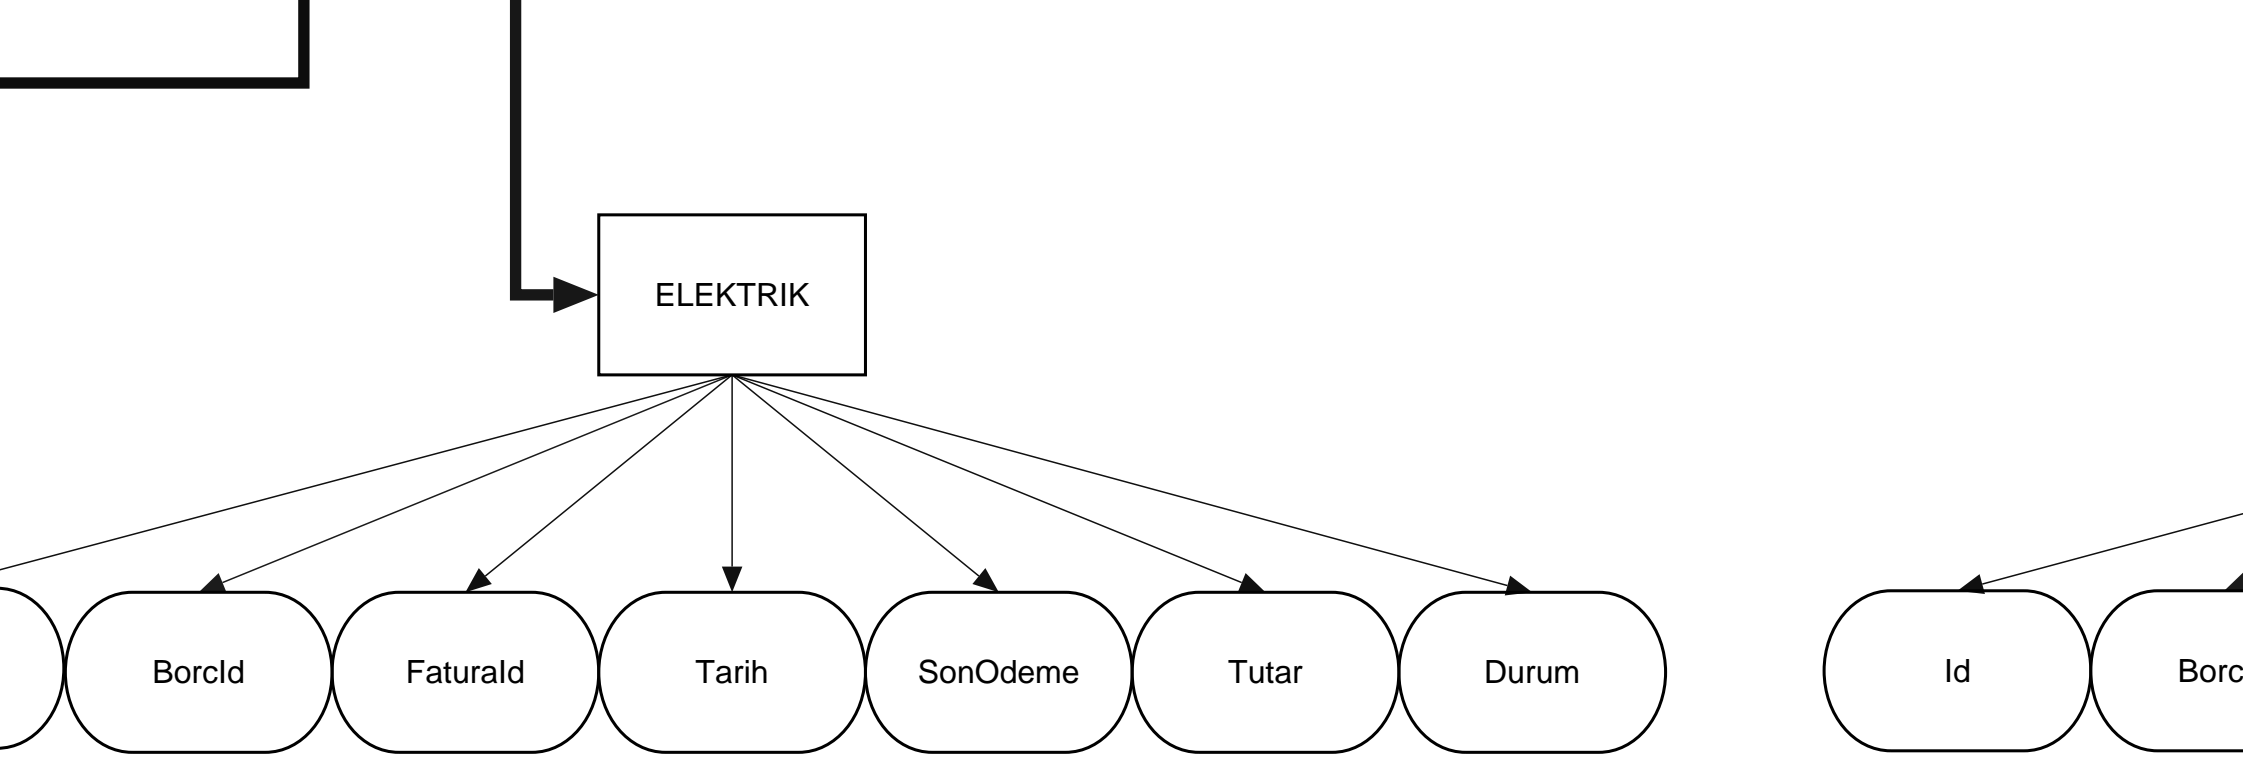 ELEKTRIK
BorcId
FaturaId
Tarih
SonOdeme
Tutar
Durum
Id